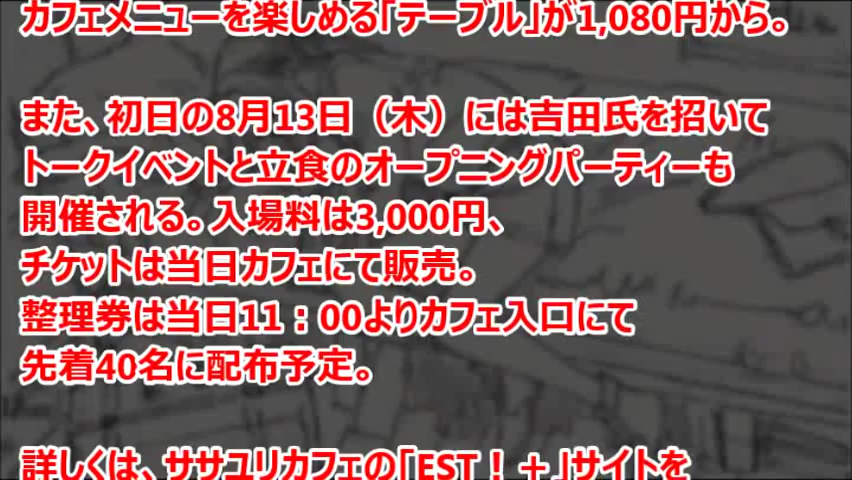 カフェメニューを楽しめる「テーブル」が1,080円から。
また、初日の8月13日（木）には吉田氏を招いて
トークイベントと立食のオープニングパーティーも
開催される。入場料は3,000円、
チケットは当日カフェにて販売。
整理券は当日11：00よりカフェ入口にて
先着40名に配布予定。
詳しくは、ササユリカフェの「EST！＋」サイトを